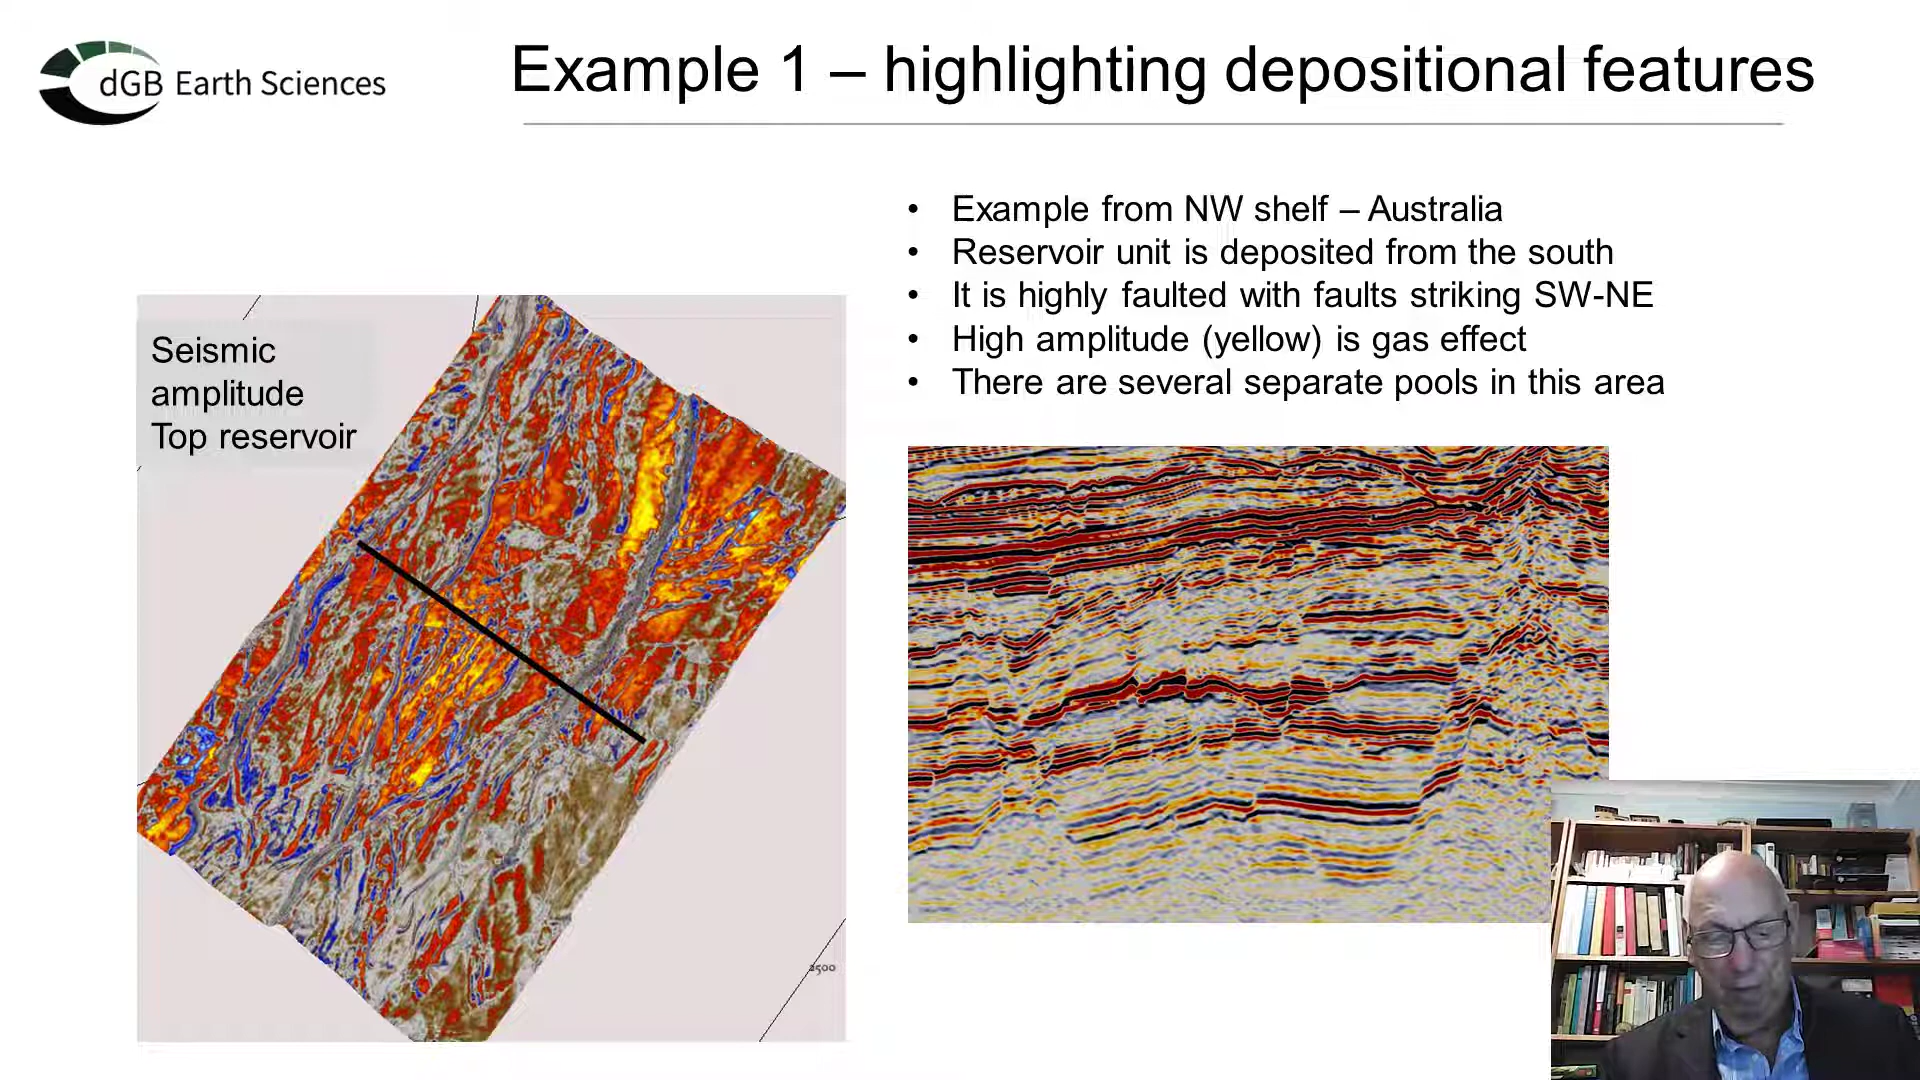 dGB Earth Sciences
Example 1 – highlighting depositional features
• Example from NW shelf – Australia
• Reservoir unit is deposited from the south
• It is highly faulted with faults striking SW-NE
• High amplitude (yellow) is gas effect
• There are several separate pools in this area
Seismic
amplitude
Top reservoir
2500